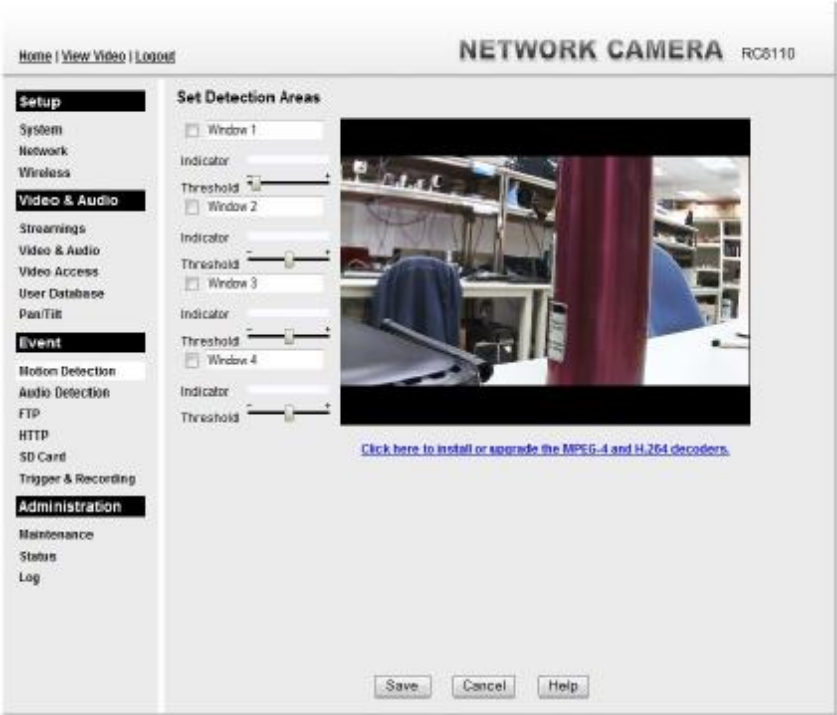 Home | View Video | Logout
NETWORK CAMERA RC8110
Setup
System
Network
Wireless
Video & Audio
Streamings
Video & Audio
Video Access
User Database
Pan/Tilt
Event
Motion Detection
Audio Detection
FTP
HTTP
SD Card
Trigger & Recording
Administration
Maintenance
Status
Log
Set Detection Areas
Window 1
Indicator
Threshold - +
Window 2
Indicator
Threshold - +
Window 3
Indicator
Threshold - +
Window 4
Indicator
Threshold - +
Click here to install or upgrade the MPEG-4 and H.264 decoders.
Save Cancel Help